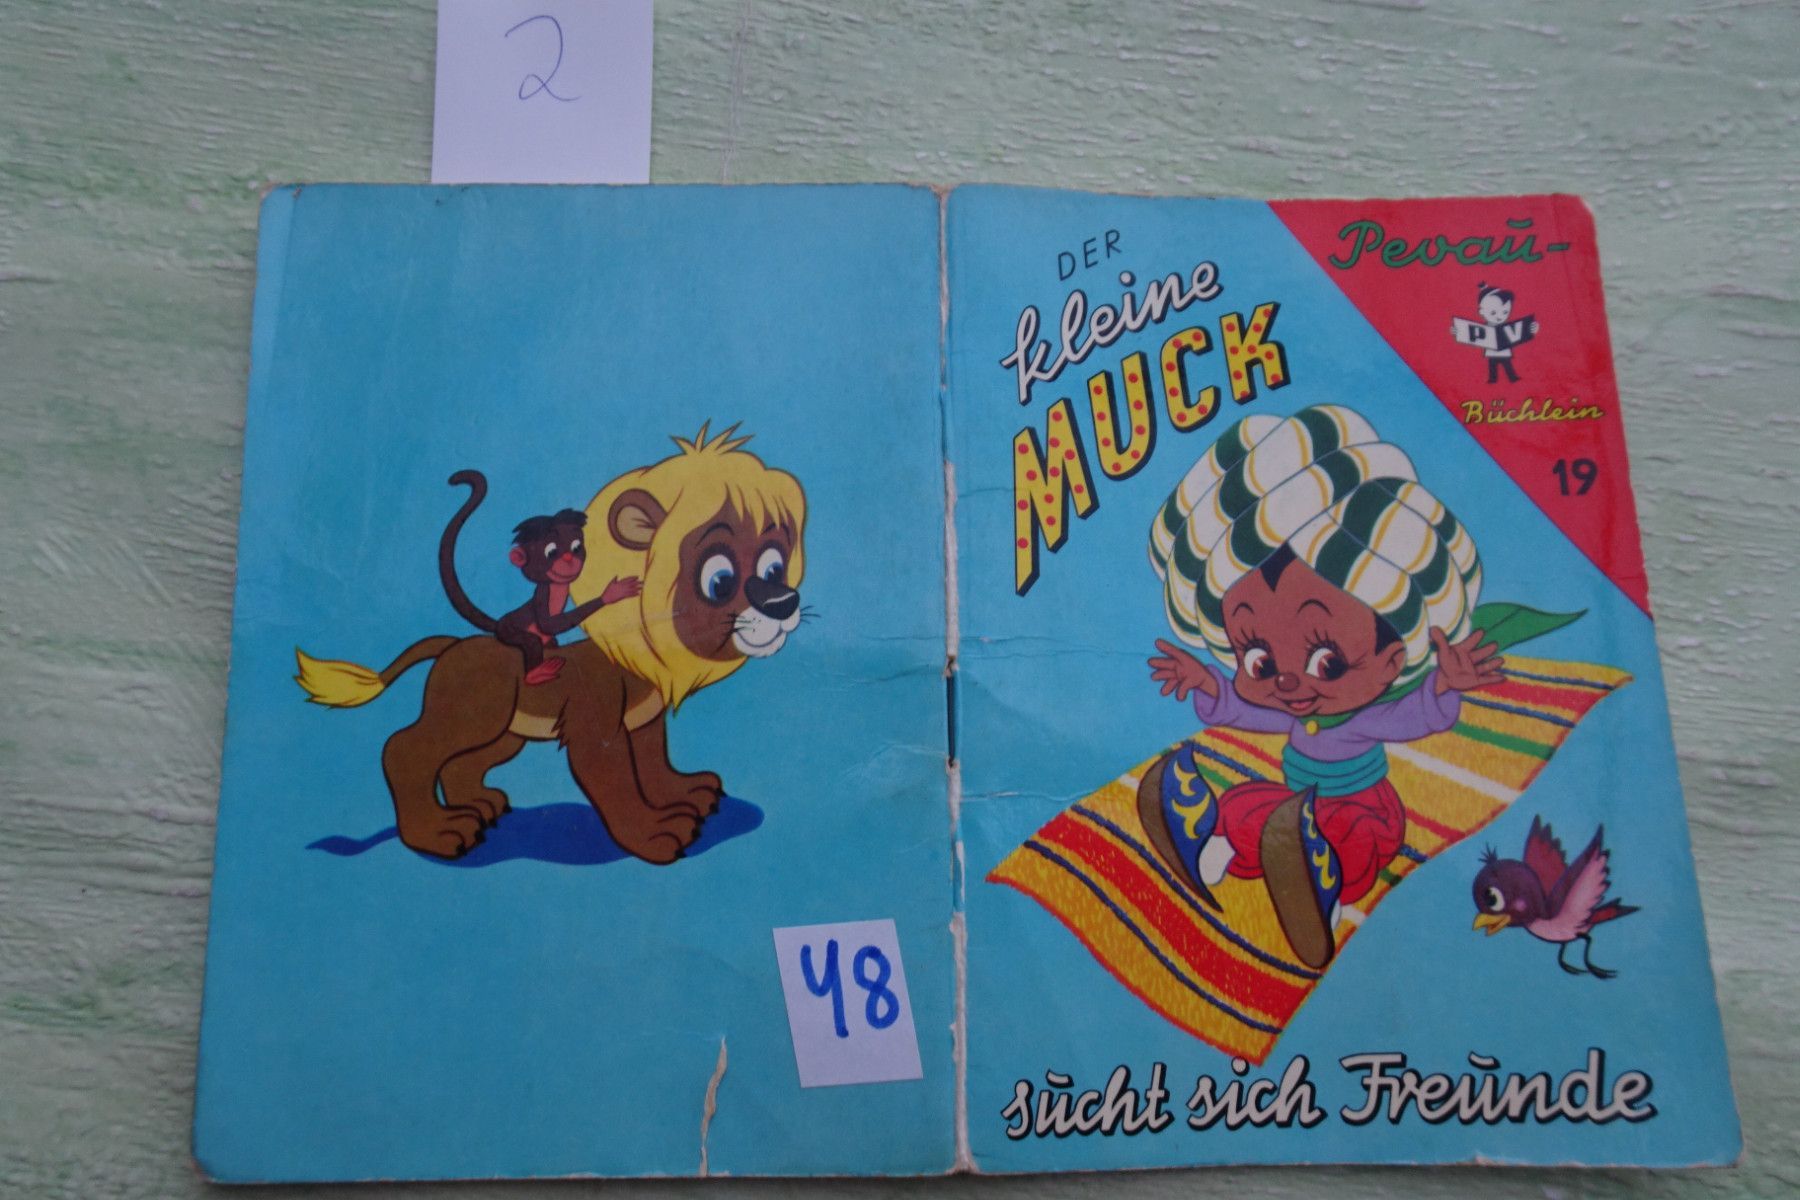 2
DER
kleine
MUCK
Pevau-
PV
Büchlein
19
48
sucht sich Freunde